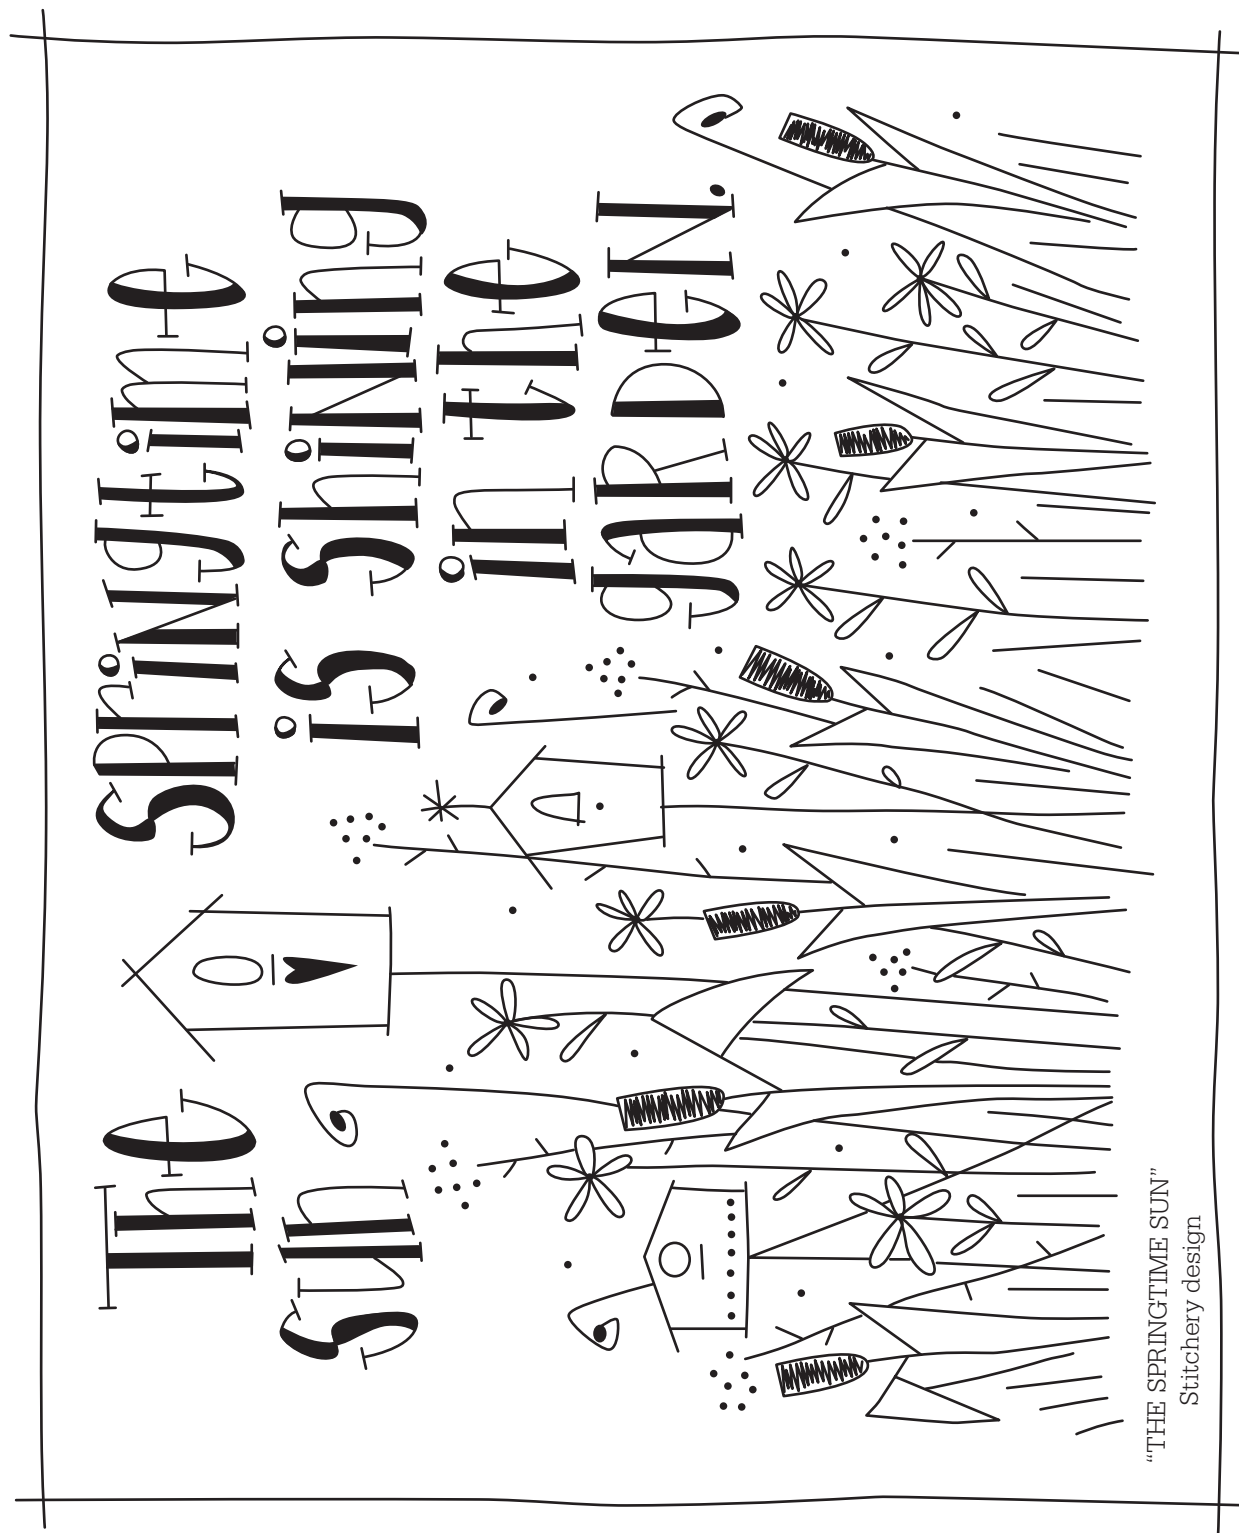 The SpriNgtime
Sun is shiNing
in the
gaRDeN.
“THE SPRINGTIME SUN”
Stitchery design